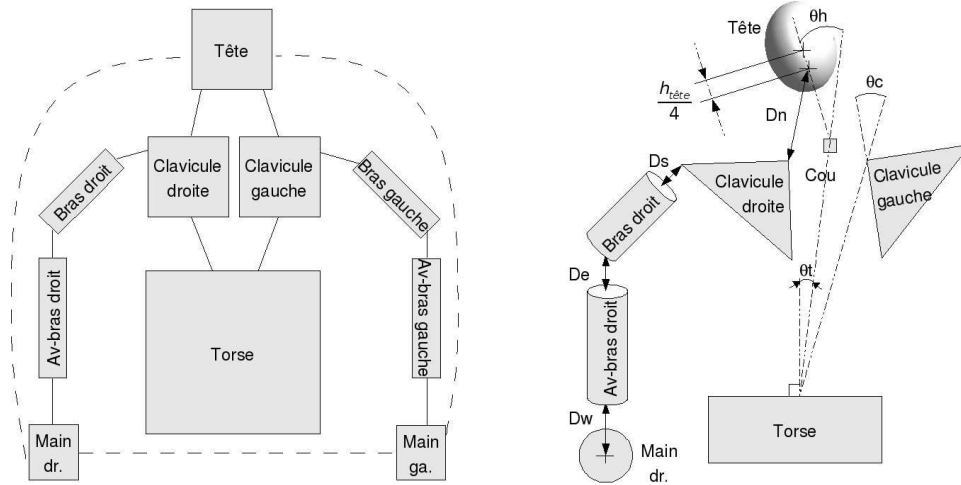 Tête
Clavicule
droite
Clavicule
gauche
Bras droit
Bras gauche
Av-bras droit
Av-bras gauche
Torse
Main
dr.
Main
ga.
Tête
θh
h_tête
4
Dn
θc
Ds
Cou
Clavicule
droite
Clavicule
gauche
Bras droit
De
θt
Av-bras droit
Dw
Torse
Main
dr.